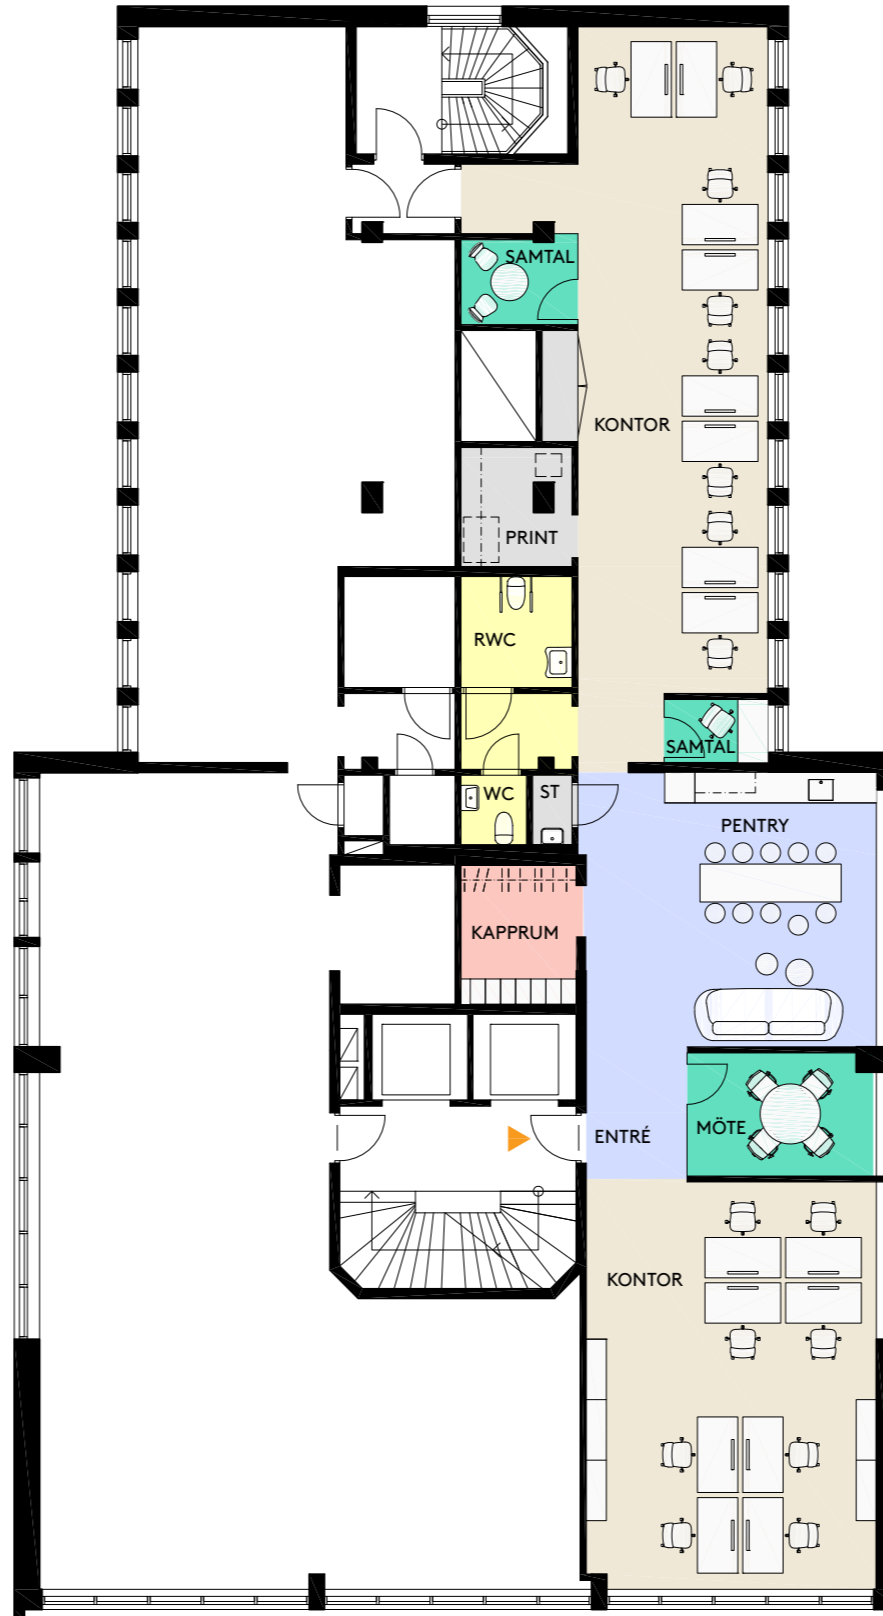 SAMTAL
KONTOR
PRINT
RWC
SAMTAL
WC
ST
PENTRY
KAPPRUM
ENTRÉ
MÖTE
KONTOR